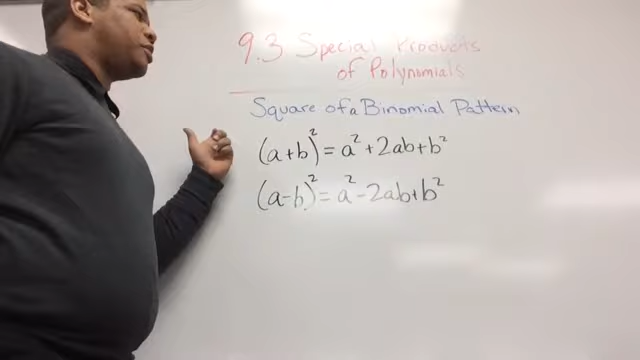 9.3 Special Products
of Polynomials
Square of a Binomial Pattern
(a+b)² = a² + 2ab + b²
(a-b)² = a² - 2ab + b²